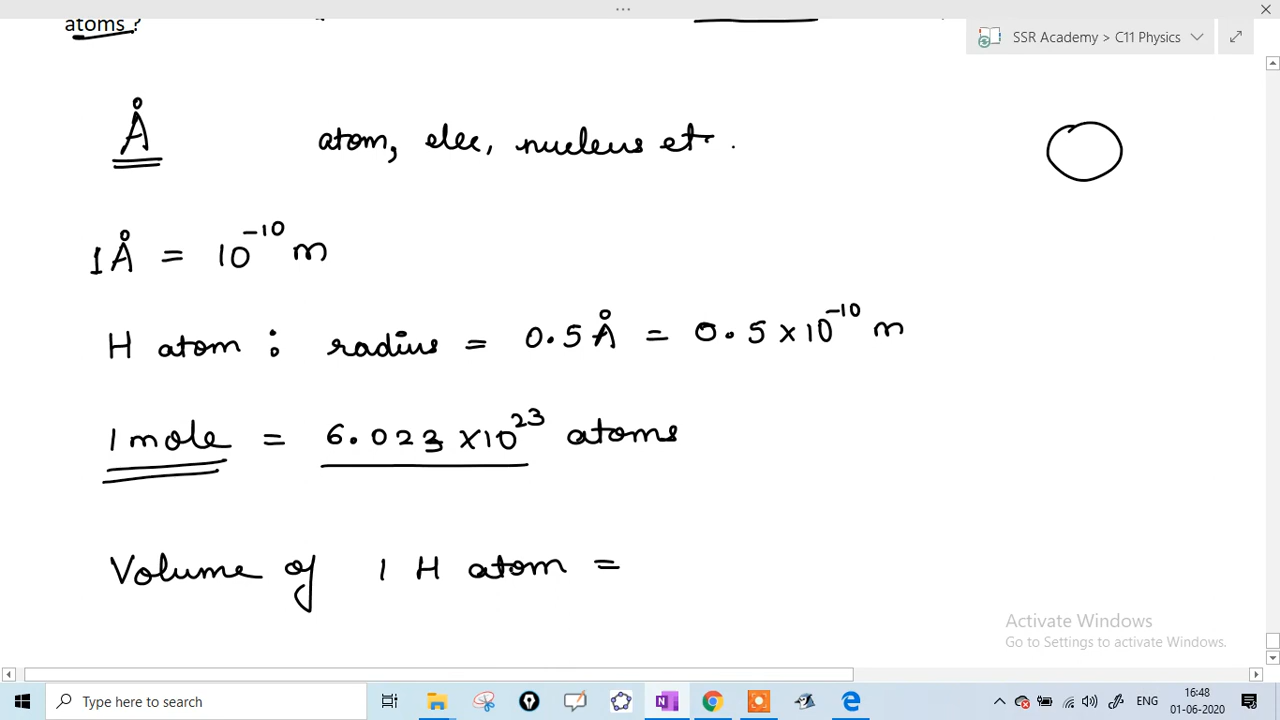 atoms ?
SSR Academy > C11 Physics
Å atom, elec, nucleus etc.
1Å = 10⁻¹⁰ m
H atom : radius = 0.5 Å = 0.5 × 10⁻¹⁰ m
1 mole = 6.023 × 10²³ atoms
Volume of 1 H atom =
Activate Windows
Go to Settings to activate Windows.
Type here to search
ENG
16:48
01-06-2020